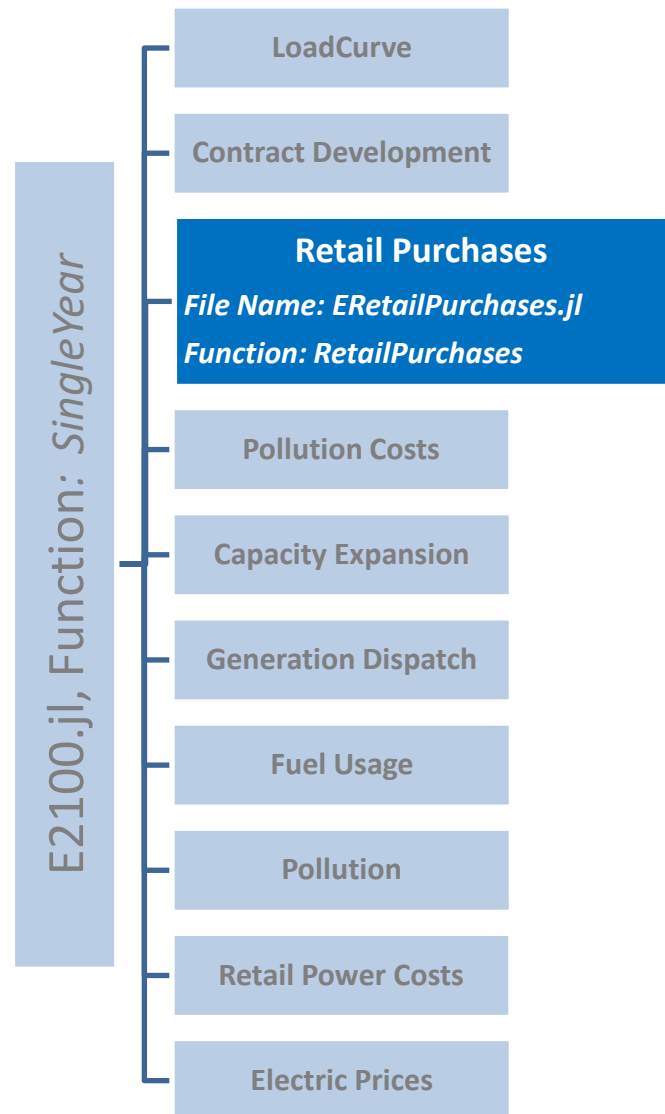 E2100.jl, Function: SingleYear
LoadCurve
Contract Development
Retail Purchases
File Name: ERetailPurchases.jl
Function: RetailPurchases
Pollution Costs
Capacity Expansion
Generation Dispatch
Fuel Usage
Pollution
Retail Power Costs
Electric Prices